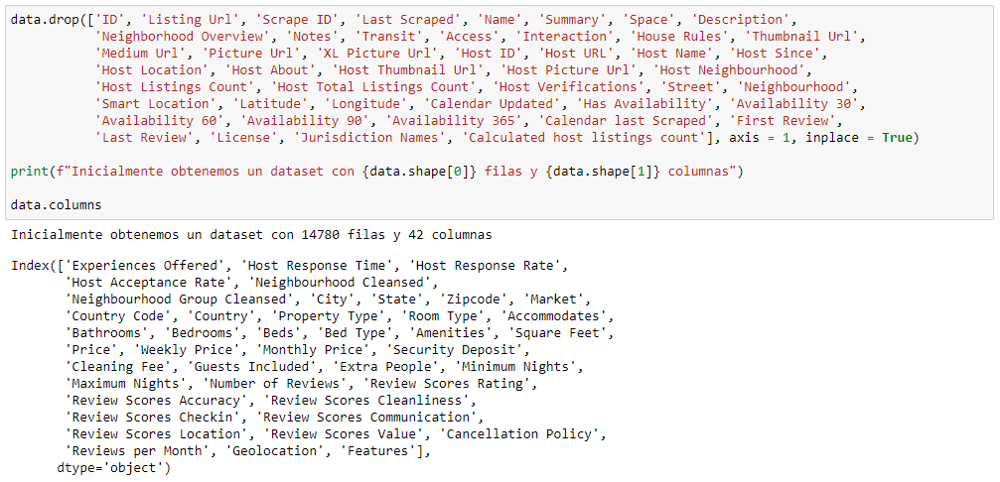 data.drop(['ID', 'Listing Url', 'Scrape ID', 'Last Scraped', 'Name', 'Summary', 'Space', 'Description',
'Neighborhood Overview', 'Notes', 'Transit', 'Access', 'Interaction', 'House Rules', 'Thumbnail Url',
'Medium Url', 'Picture Url', 'XL Picture Url', 'Host ID', 'Host URL', 'Host Name', 'Host Since',
'Host Location', 'Host About', 'Host Thumbnail Url', 'Host Picture Url', 'Host Neighbourhood',
'Host Listings Count', 'Host Total Listings Count', 'Host Verifications', 'Street', 'Neighbourhood',
'Smart Location', 'Latitude', 'Longitude', 'Calendar Updated', 'Has Availability', 'Availability 30',
'Availability 60', 'Availability 90', 'Availability 365', 'Calendar last Scraped', 'First Review',
'Last Review', 'License', 'Jurisdiction Names', 'Calculated host listings count'], axis = 1, inplace = True)
print(f"Inicialmente obtenemos un dataset con {data.shape[0]} filas y {data.shape[1]} columnas")
data.columns
Inicialmente obtenemos un dataset con 14780 filas y 42 columnas
Index(['Experiences Offered', 'Host Response Time', 'Host Response Rate',
'Host Acceptance Rate', 'Neighbourhood Cleansed',
'Neighbourhood Group Cleansed', 'City', 'State', 'Zipcode', 'Market',
'Country Code', 'Country', 'Property Type', 'Room Type', 'Accommodates',
'Bathrooms', 'Bedrooms', 'Beds', 'Bed Type', 'Amenities', 'Square Feet',
'Price', 'Weekly Price', 'Monthly Price', 'Security Deposit',
'Cleaning Fee', 'Guests Included', 'Extra People', 'Minimum Nights',
'Maximum Nights', 'Number of Reviews', 'Review Scores Rating',
'Review Scores Accuracy', 'Review Scores Cleanliness',
'Review Scores Checkin', 'Review Scores Communication',
'Review Scores Location', 'Review Scores Value', 'Cancellation Policy',
'Reviews per Month', 'Geolocation', 'Features'],
dtype='object')